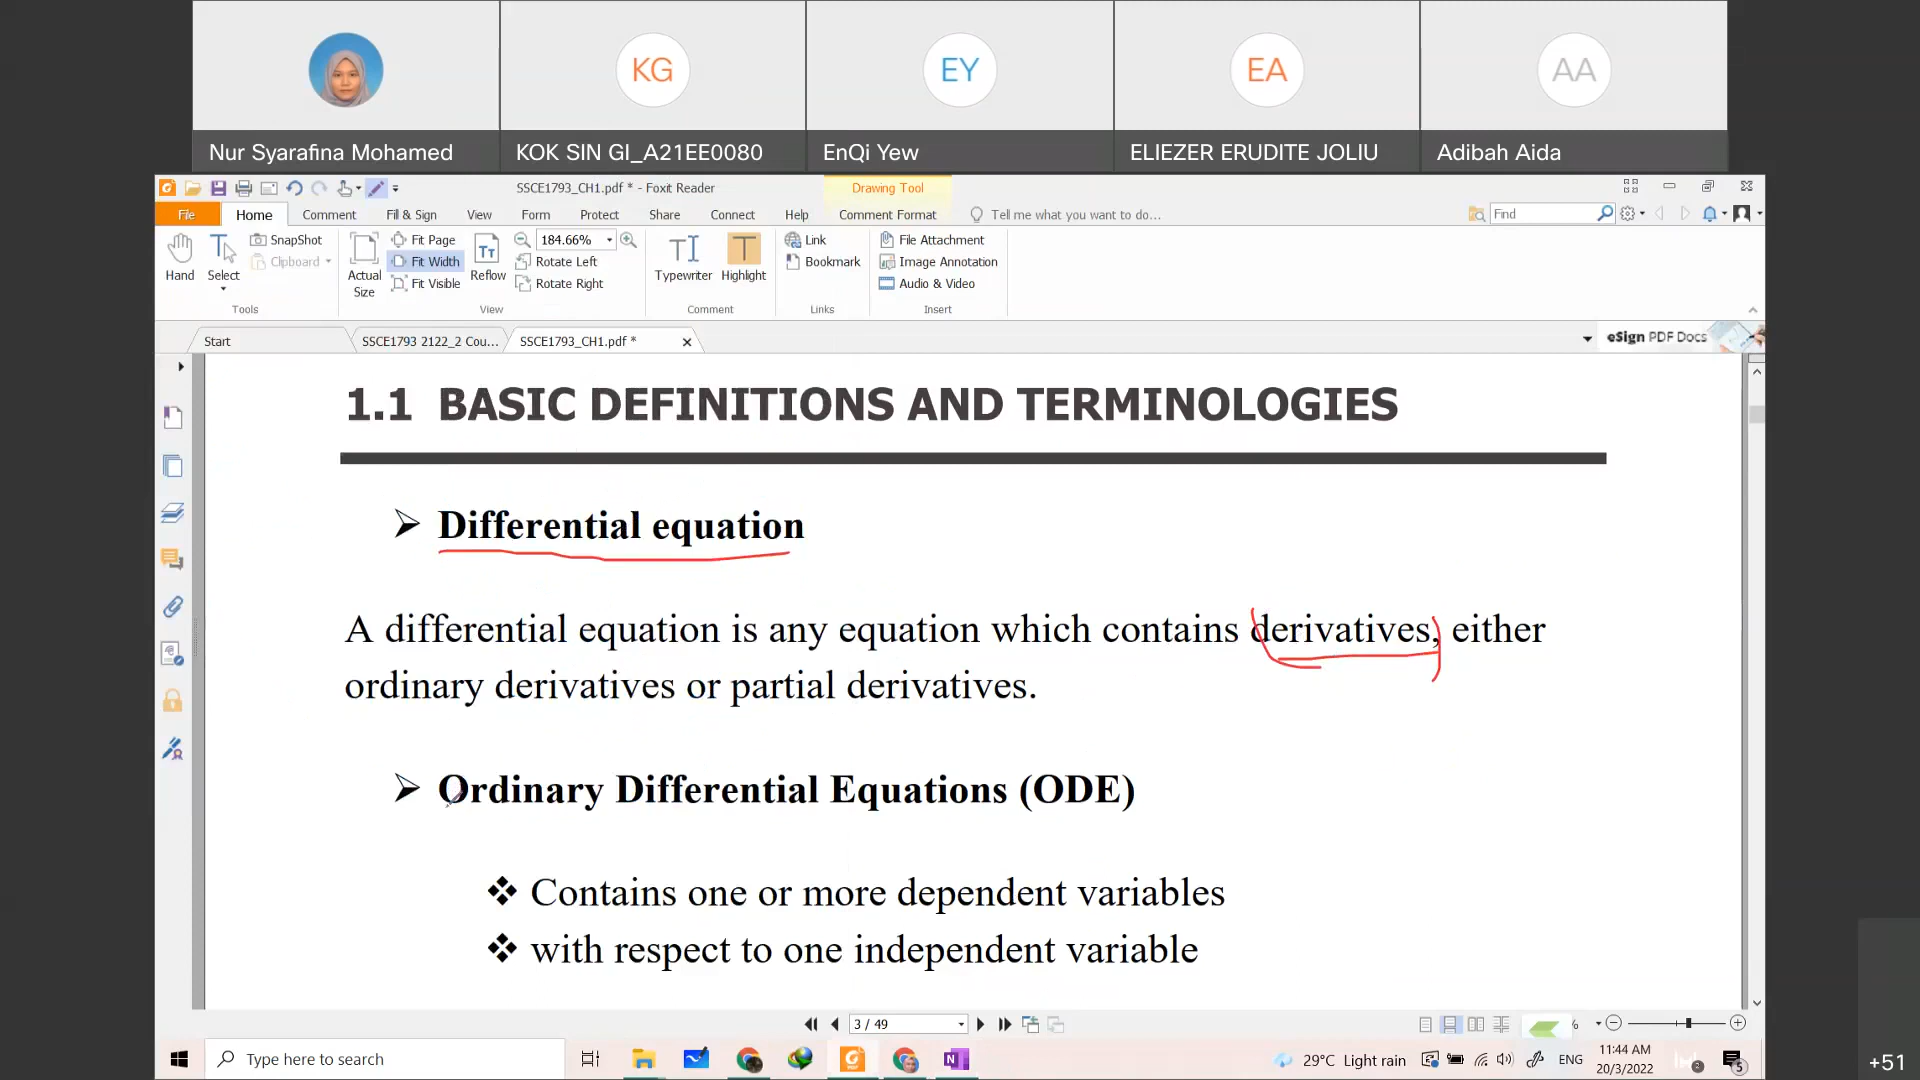 KG
EY
EA
AA
Nur Syarafina Mohamed
KOK SIN GI_A21EE0080
EnQi Yew
ELIEZER ERUDITE JOLIU
Adibah Aida
SSCE1793_CH1.pdf * - Foxit Reader
Drawing Tool
File
Home
Comment
Fill & Sign
View
Form
Protect
Share
Connect
Help
Comment Format
Tell me what you want to do...
Find
Hand
Select
SnapShot
Clipboard
Tools
Actual Size
Fit Page
Fit Width
Fit Visible
Reflow
184.66%
Rotate Left
Rotate Right
View
Typewriter
Highlight
Comment
Link
Bookmark
Links
File Attachment
Image Annotation
Audio & Video
Insert
Start
SSCE1793 2122_2 Cou...
SSCE1793_CH1.pdf *
eSign PDF Docs
1.1 BASIC DEFINITIONS AND TERMINOLOGIES
➢ Differential equation
A differential equation is any equation which contains derivatives, either
ordinary derivatives or partial derivatives.
➢ Ordinary Differential Equations (ODE)
❖ Contains one or more dependent variables
❖ with respect to one independent variable
3 / 49
Type here to search
29°C Light rain
ENG
11:44 AM
20/3/2022
5
+51